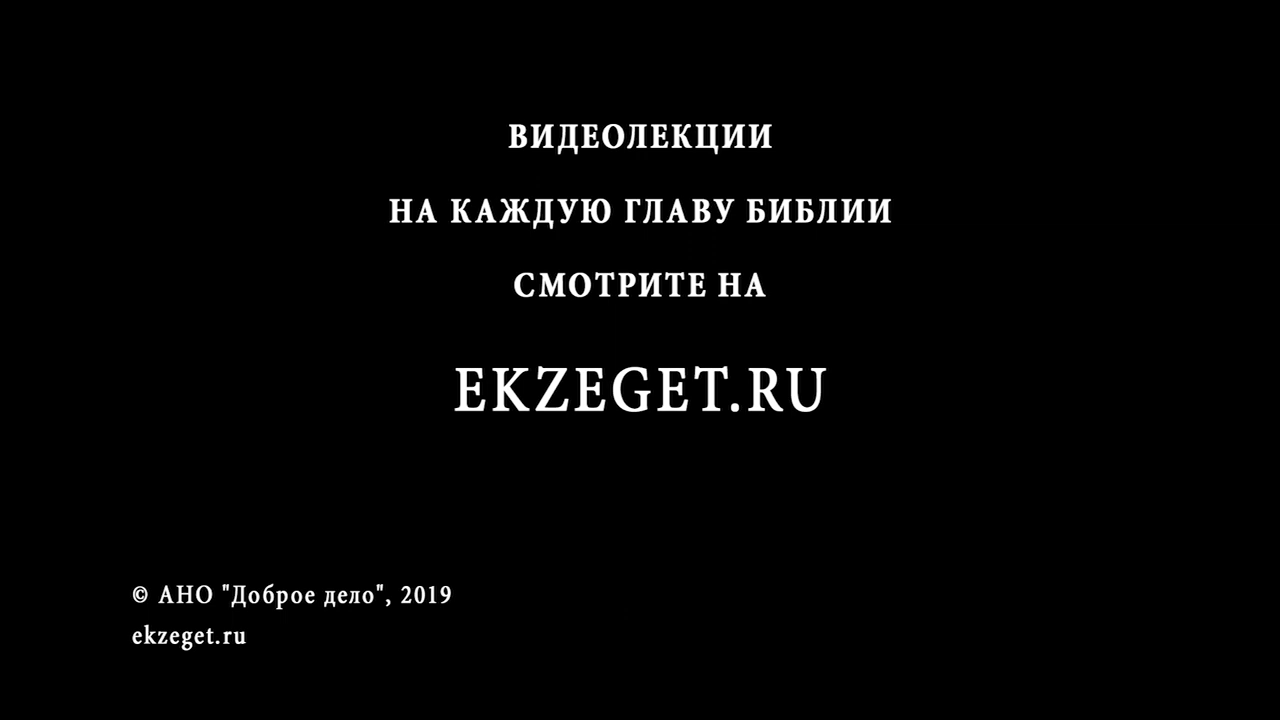 ВИДЕОЛЕКЦИИ
НА КАЖДУЮ ГЛАВУ БИБЛИИ
СМОТРИТЕ НА
EKZEGET.RU
© АНО "Доброе дело", 2019
ekzeget.ru